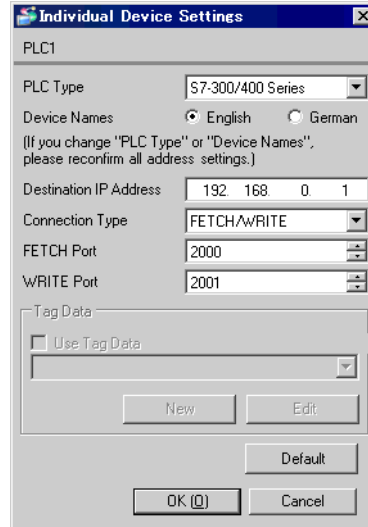 Individual Device Settings
PLC1
PLC Type S7-300/400 Series
Device Names English German
(If you change "PLC Type" or "Device Names",
please reconfirm all address settings.)
Destination IP Address 192. 168. 0. 1
Connection Type FETCH/WRITE
FETCH Port 2000
WRITE Port 2001
Tag Data
Use Tag Data
New Edit
Default
OK (O) Cancel